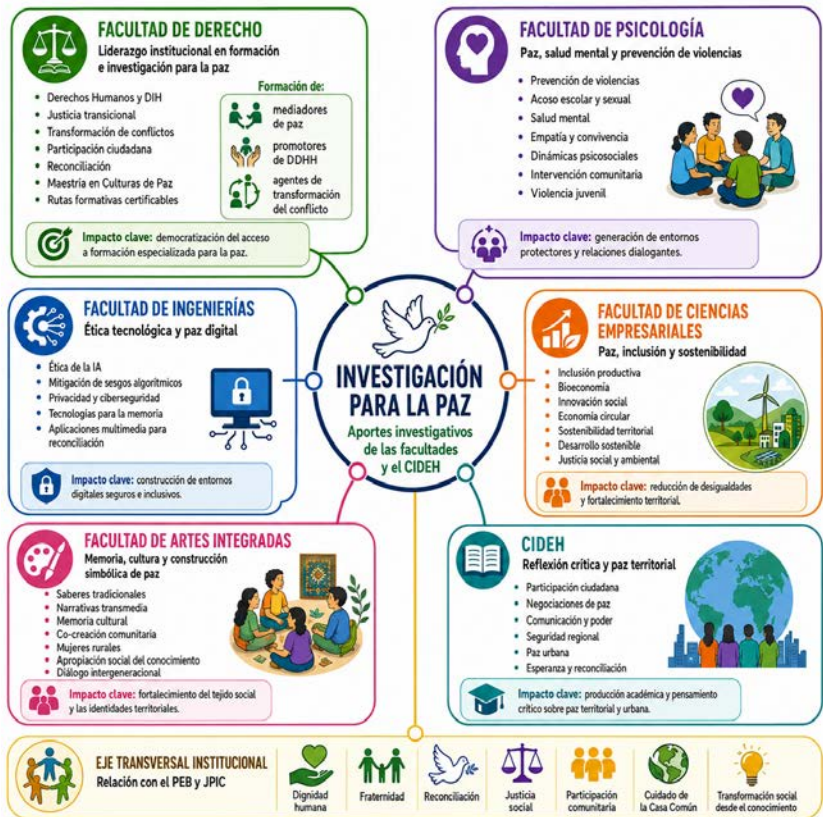 FACULTAD DE DERECHO
Liderazgo institucional en formación
e investigación para la paz
Derechos Humanos y DIH
Justicia transicional
Transformación de conflictos
Participación ciudadana
Reconciliación
Maestría en Culturas de Paz
Rutas formativas certificables
Formación de:
mediadores
de paz
promotores
de DDHH
agentes de
transformación
del conflicto
Impacto clave: democratización del acceso
a formación especializada para la paz.
FACULTAD DE PSICOLOGÍA
Paz, salud mental y prevención de violencias
Prevención de violencias
Acoso escolar y sexual
Salud mental
Empatía y convivencia
Dinámicas psicosociales
Intervención comunitaria
Violencia juvenil
Impacto clave: generación de entornos
protectores y relaciones dialogantes.
FACULTAD DE INGENIERÍAS
Ética tecnológica y paz digital
Ética de la IA
Mitigación de sesgos algorítmicos
Privacidad y ciberseguridad
Tecnologías para la memoria
Aplicaciones multimedia para
reconciliación
Impacto clave: construcción de entornos
digitales seguros e inclusivos.
INVESTIGACIÓN
PARA LA PAZ
Aportes investigativos
de las facultades
y el CIDEH
FACULTAD DE CIENCIAS
EMPRESARIALES
Paz, inclusión y sostenibilidad
Inclusión productiva
Bioeconomía
Innovación social
Economía circular
Sostenibilidad territorial
Desarrollo sostenible
Justicia social y ambiental
Impacto clave: reducción de desigualdades
y fortalecimiento territorial.
FACULTAD DE ARTES INTEGRADAS
Memoria, cultura y construcción
simbólica de paz
Saberes tradicionales
Narrativas transmedia
Memoria cultural
Co-creación comunitaria
Mujeres rurales
Apropiación social del conocimiento
Diálogo intergeneracional
Impacto clave: fortalecimiento del tejido social
y las identidades territoriales.
CIDEH
Reflexión crítica y paz territorial
Participación ciudadana
Negociaciones de paz
Comunicación y poder
Seguridad regional
Paz urbana
Esperanza y reconciliación
Impacto clave: producción académica y pensamiento
crítico sobre paz territorial y urbana.
EJE TRANSVERSAL INSTITUCIONAL
Relación con el PEB y JPIC
Dignidad
humana
Fraternidad
Reconciliación
Justicia
social
Participación
comunitaria
Cuidado de
la Casa Común
Transformación social
desde el conocimiento